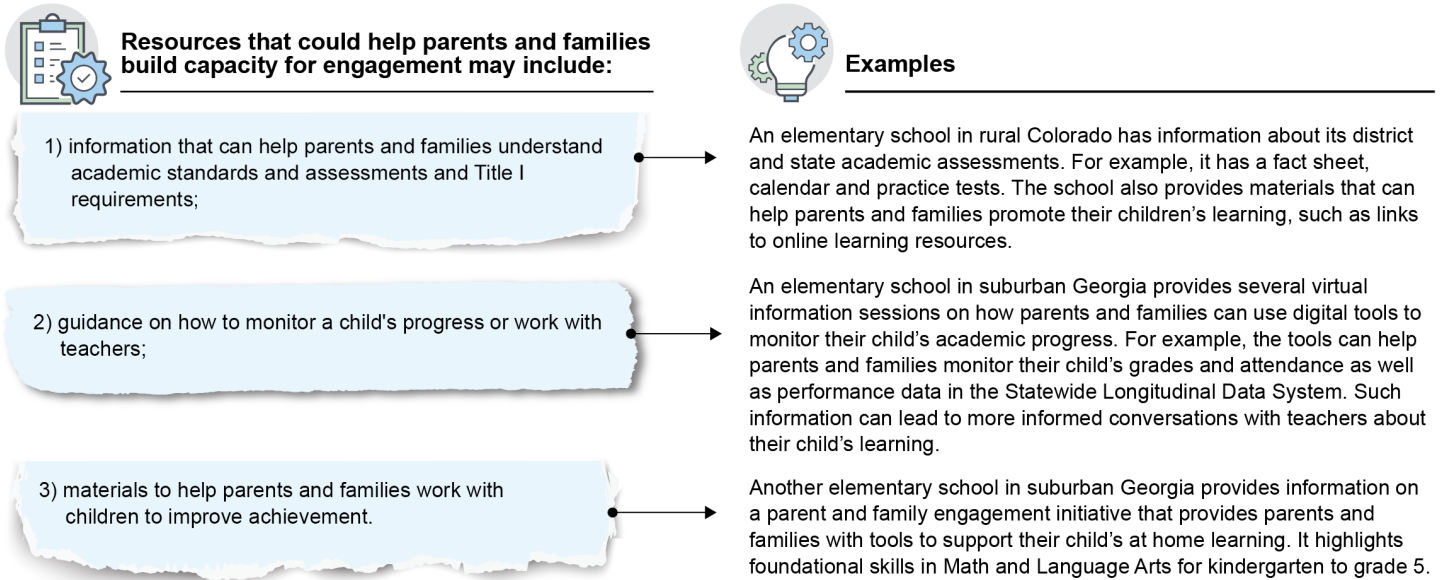 Resources that could help parents and families
build capacity for engagement may include:
Examples
1) information that can help parents and families understand
academic standards and assessments and Title I
requirements;
An elementary school in rural Colorado has information about its district
and state academic assessments. For example, it has a fact sheet,
calendar and practice tests. The school also provides materials that can
help parents and families promote their children’s learning, such as links
to online learning resources.
2) guidance on how to monitor a child's progress or work with
teachers;
An elementary school in suburban Georgia provides several virtual
information sessions on how parents and families can use digital tools to
monitor their child’s academic progress. For example, the tools can help
parents and families monitor their child’s grades and attendance as well
as performance data in the Statewide Longitudinal Data System. Such
information can lead to more informed conversations with teachers about
their child’s learning.
3) materials to help parents and families work with
children to improve achievement.
Another elementary school in suburban Georgia provides information on
a parent and family engagement initiative that provides parents and
families with tools to support their child’s at home learning. It highlights
foundational skills in Math and Language Arts for kindergarten to grade 5.